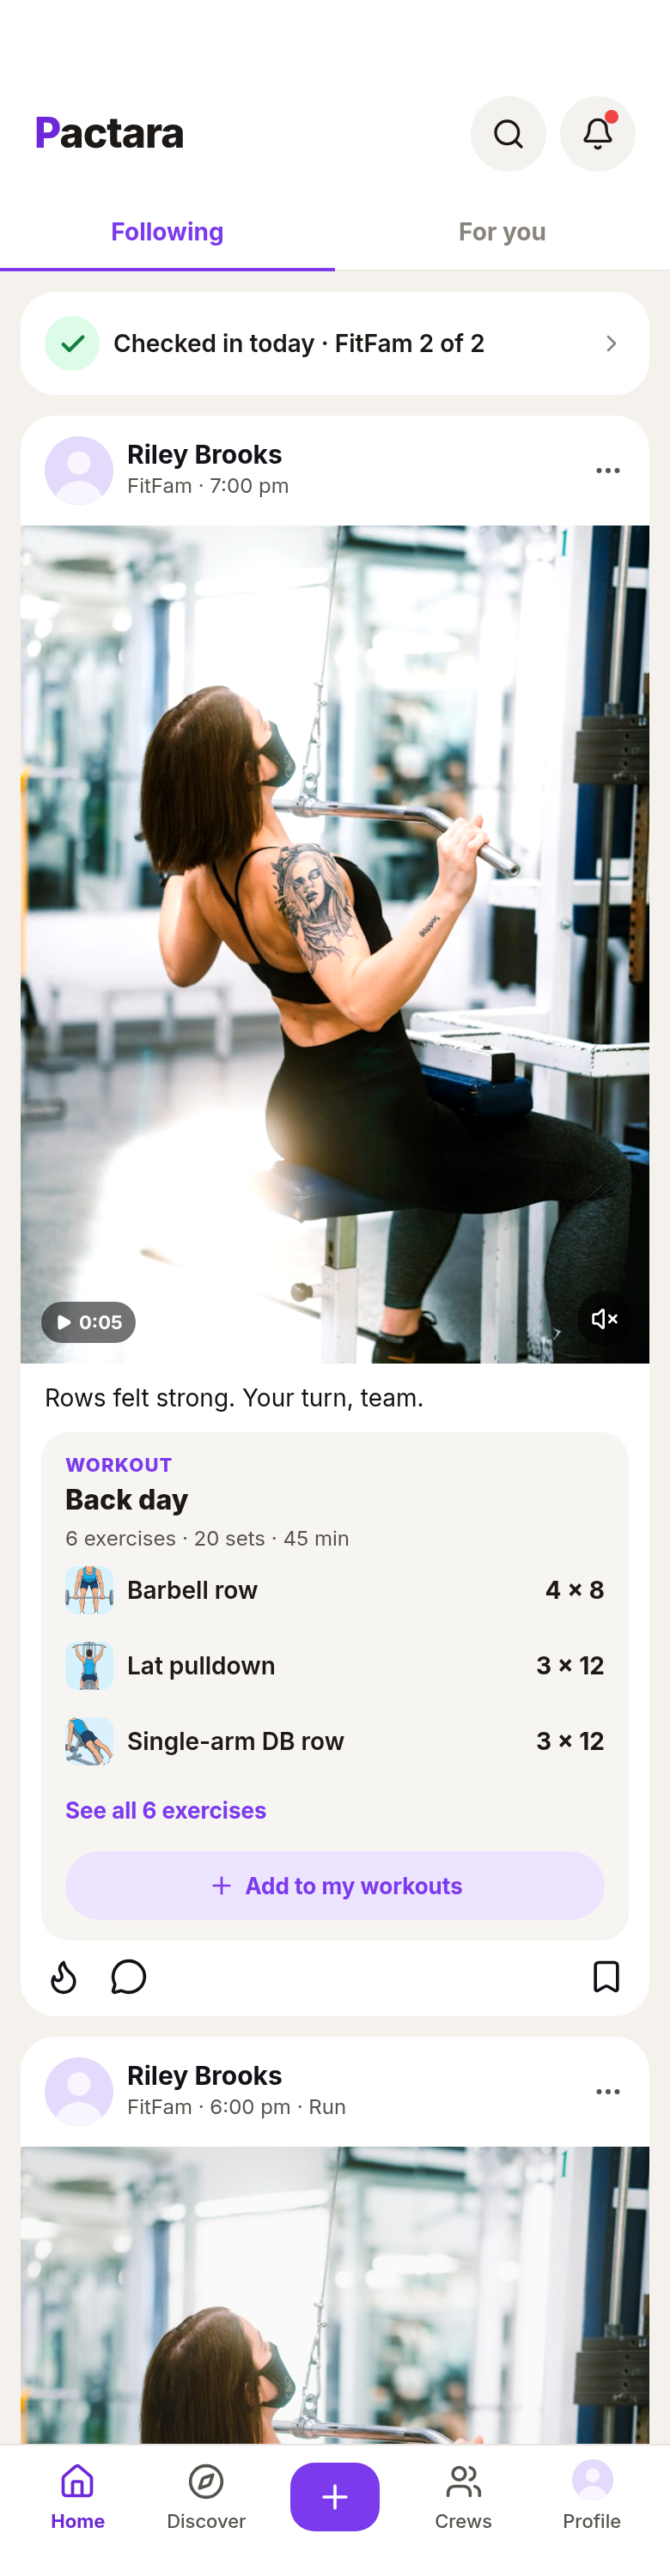 Pactara
Following
For you
Checked in today · FitFam 2 of 2
Riley Brooks
FitFam · 7:00 pm
0:05
Rows felt strong. Your turn, team.
WORKOUT
Back day
6 exercises · 20 sets · 45 min
Barbell row 4 × 8
Lat pulldown 3 × 12
Single-arm DB row 3 × 12
See all 6 exercises
Add to my workouts
Riley Brooks
FitFam · 6:00 pm · Run
Home
Discover
Crews
Profile